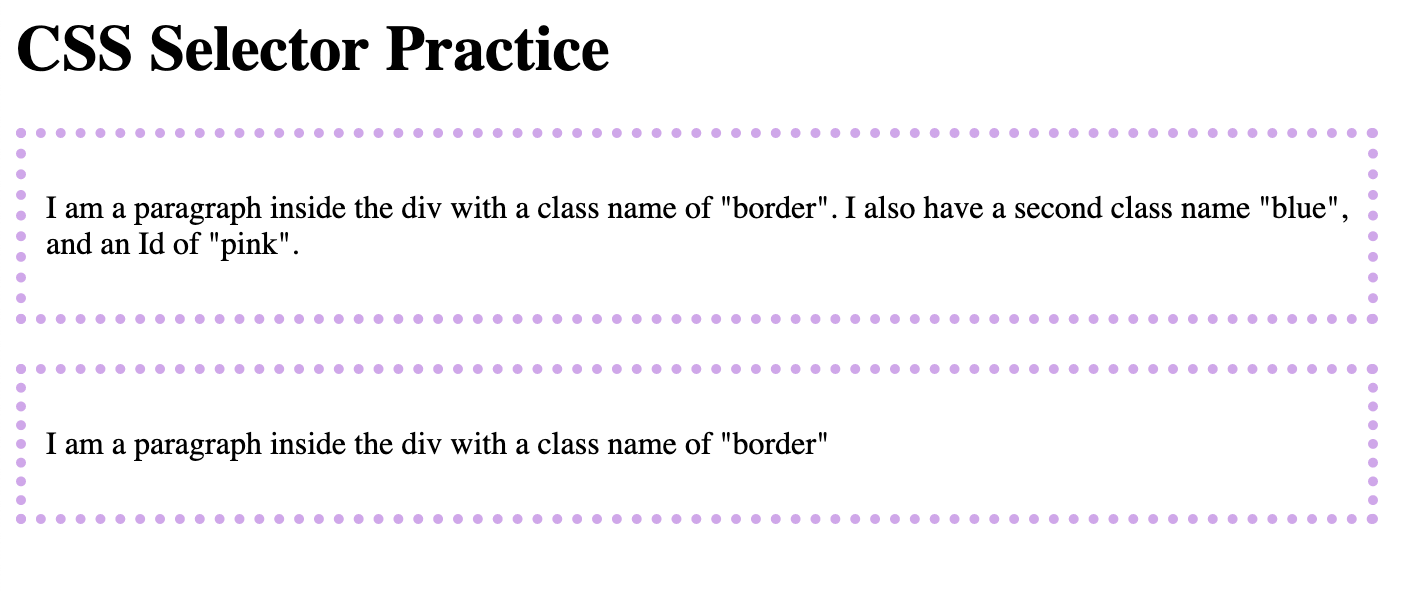 CSS Selector Practice
I am a paragraph inside the div with a class name of "border". I also have a second class name "blue",
and an Id of "pink".
I am a paragraph inside the div with a class name of "border"